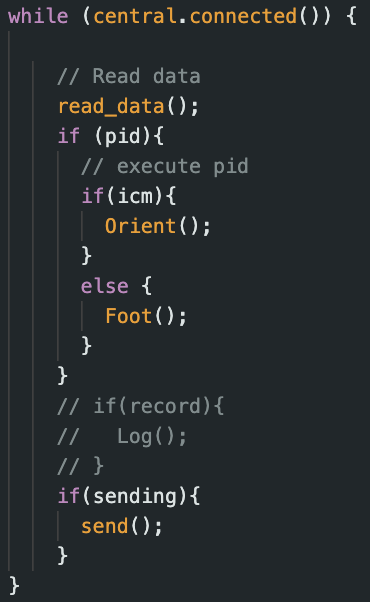 while (central.connected()) {
// Read data
read_data();
if (pid){
// execute pid
if(icm){
Orient();
}
else {
Foot();
}
}
// if(record){
//   Log();
// }
if(sending){
send();
}
}